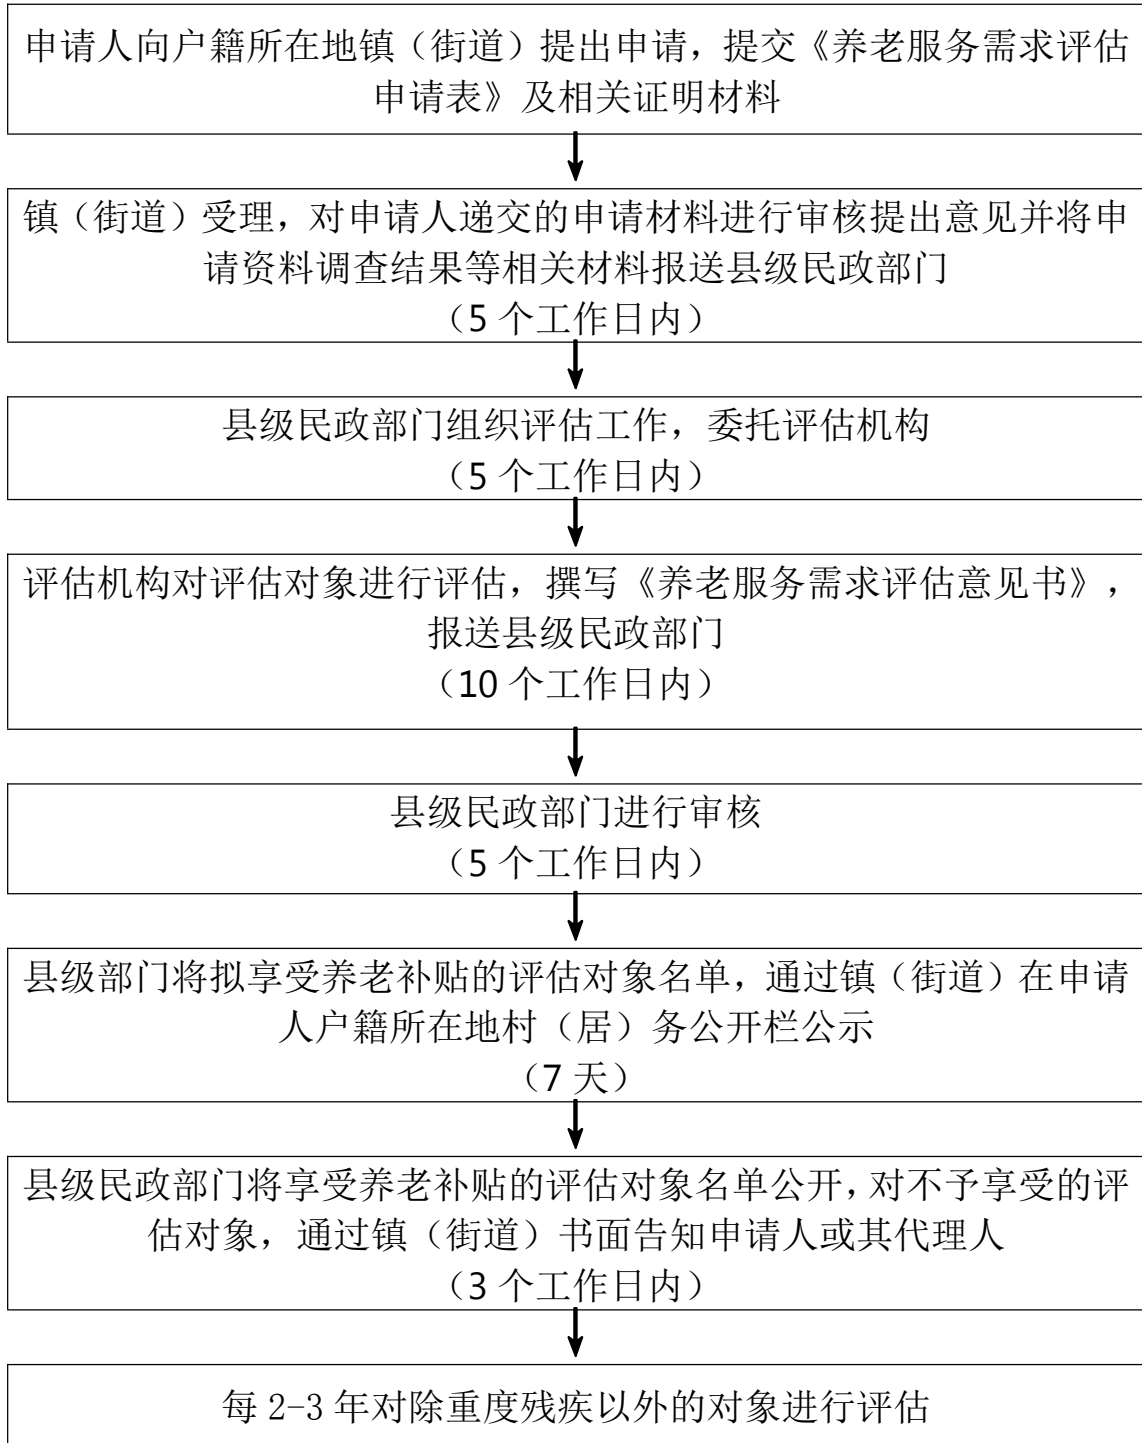 申请人向户籍所在地镇（街道）提出申请，提交《养老服务需求评估
申请表》及相关证明材料
镇（街道）受理，对申请人递交的申请材料进行审核提出意见并将申
请资料调查结果等相关材料报送县级民政部门
（5 个工作日内）
县级民政部门组织评估工作，委托评估机构
（5 个工作日内）
评估机构对评估对象进行评估，撰写《养老服务需求评估意见书》，
报送县级民政部门
（10 个工作日内）
县级民政部门进行审核
（5 个工作日内）
县级部门将拟享受养老补贴的评估对象名单，通过镇（街道）在申请
人户籍所在地村（居）务公开栏公示
（7 天）
县级民政部门将享受养老补贴的评估对象名单公开，对不予享受的评
估对象，通过镇（街道）书面告知申请人或其代理人
（3 个工作日内）
每 2-3 年对除重度残疾以外的对象进行评估